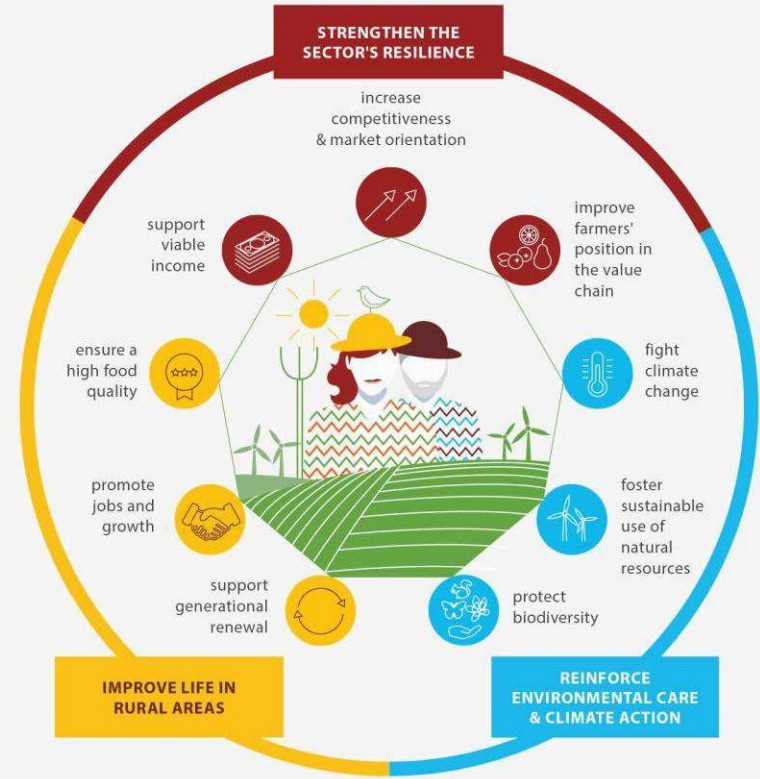 STRENGTHEN THE
SECTOR'S RESILIENCE
increase
competitiveness
& market orientation
support
viable
income
improve
farmers'
position in
the value
chain
ensure a
high food
quality
fight
climate
change
promote
jobs and
growth
foster
sustainable
use of
natural
resources
support
generational
renewal
protect
biodiversity
IMPROVE LIFE IN
RURAL AREAS
REINFORCE
ENVIRONMENTAL CARE
& CLIMATE ACTION